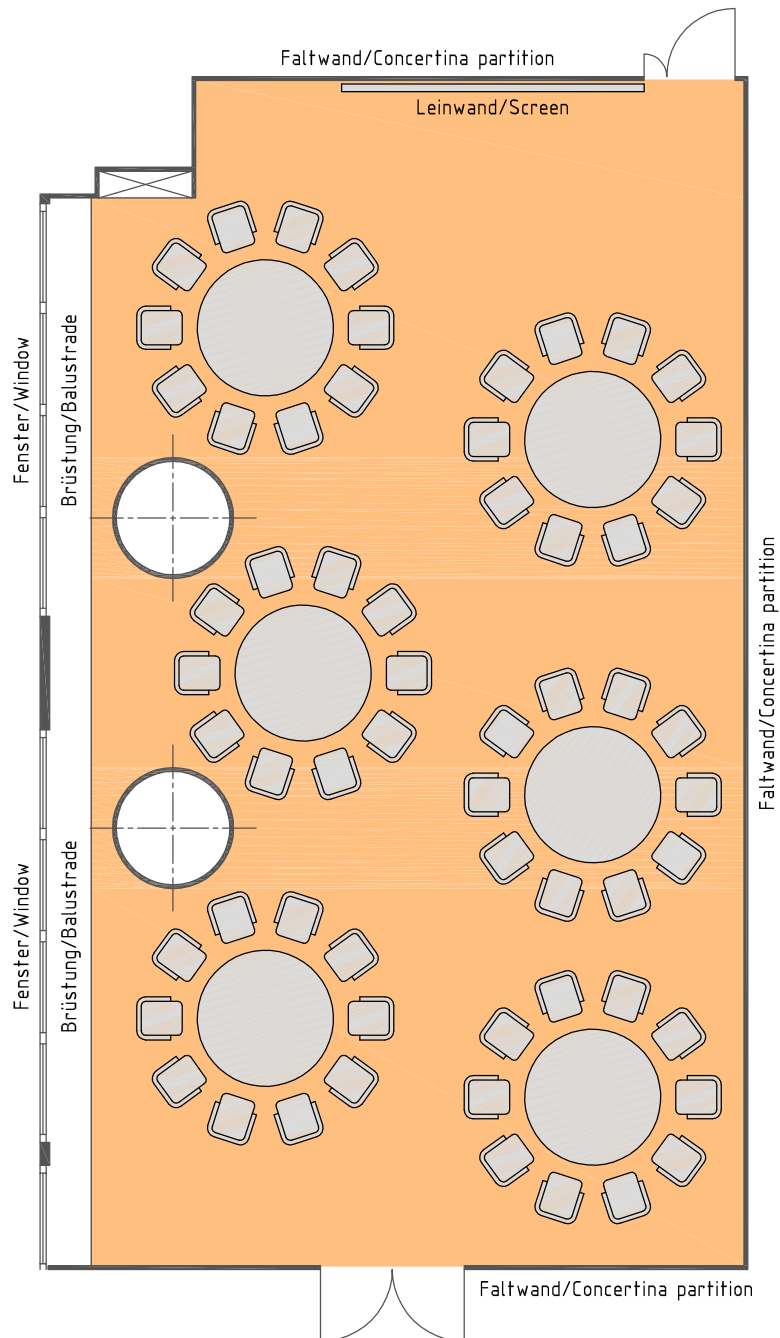 Faltwand/Concertina partition
Leinwand/Screen
Fenster/Window
Brüstung/Balustrade
Faltwand/Concertina partition
Fenster/Window
Brüstung/Balustrade
Faltwand/Concertina partition